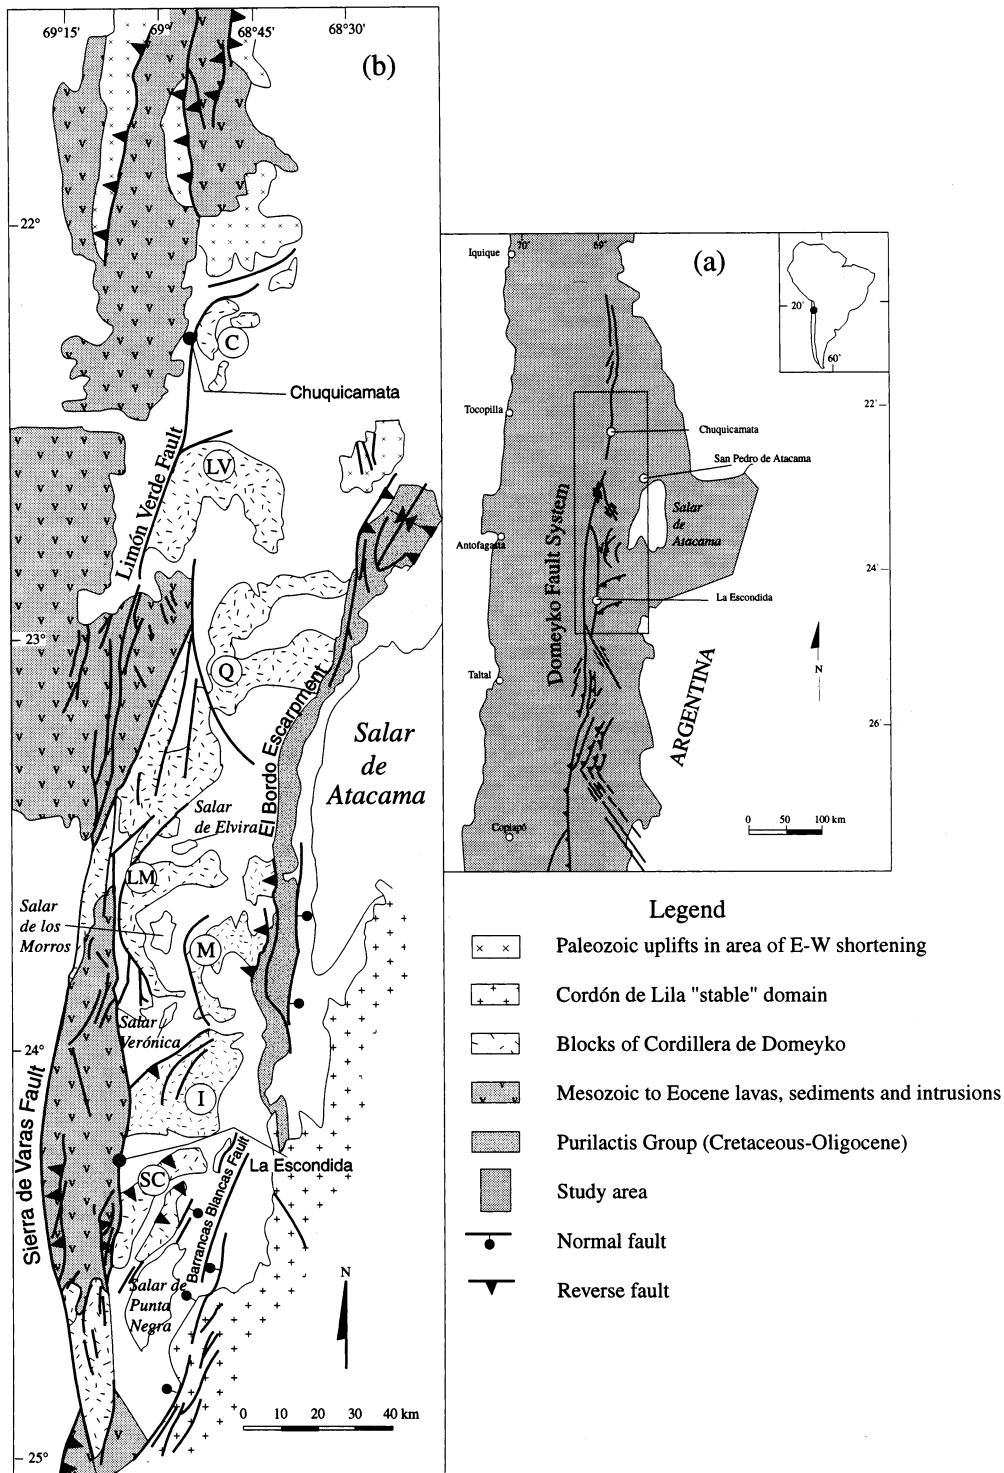 69°15'
69°
68°45'
68°30'
(b)
22°
C
Chuquicamata
LV
Limón Verde Fault
23°
Q
El Bordo Escarpment
Salar
de
Atacama
Salar
de Elvira
LM
Salar
de los
Morros
M
Salar
Verónica
24°
I
Sierra de Varas Fault
La Escondida
SC
Barrancas Blancas Fault
Salar de
Punta
Negra
N
0 10 20 30 40 km
25°
70°
69°
(a)
Iquique
20°
60°
22°
Tocopilla
Chuquicamata
San Pedro de Atacama
Salar
de
Atacama
Domeyko Fault System
Antofagasta
24°
La Escondida
N
Taltal
ARGENTINA
26°
0 50 100 km
Copiapó
Legend
Paleozoic uplifts in area of E-W shortening
Cordón de Lila "stable" domain
Blocks of Cordillera de Domeyko
Mesozoic to Eocene lavas, sediments and intrusions
Purilactis Group (Cretaceous-Oligocene)
Study area
Normal fault
Reverse fault